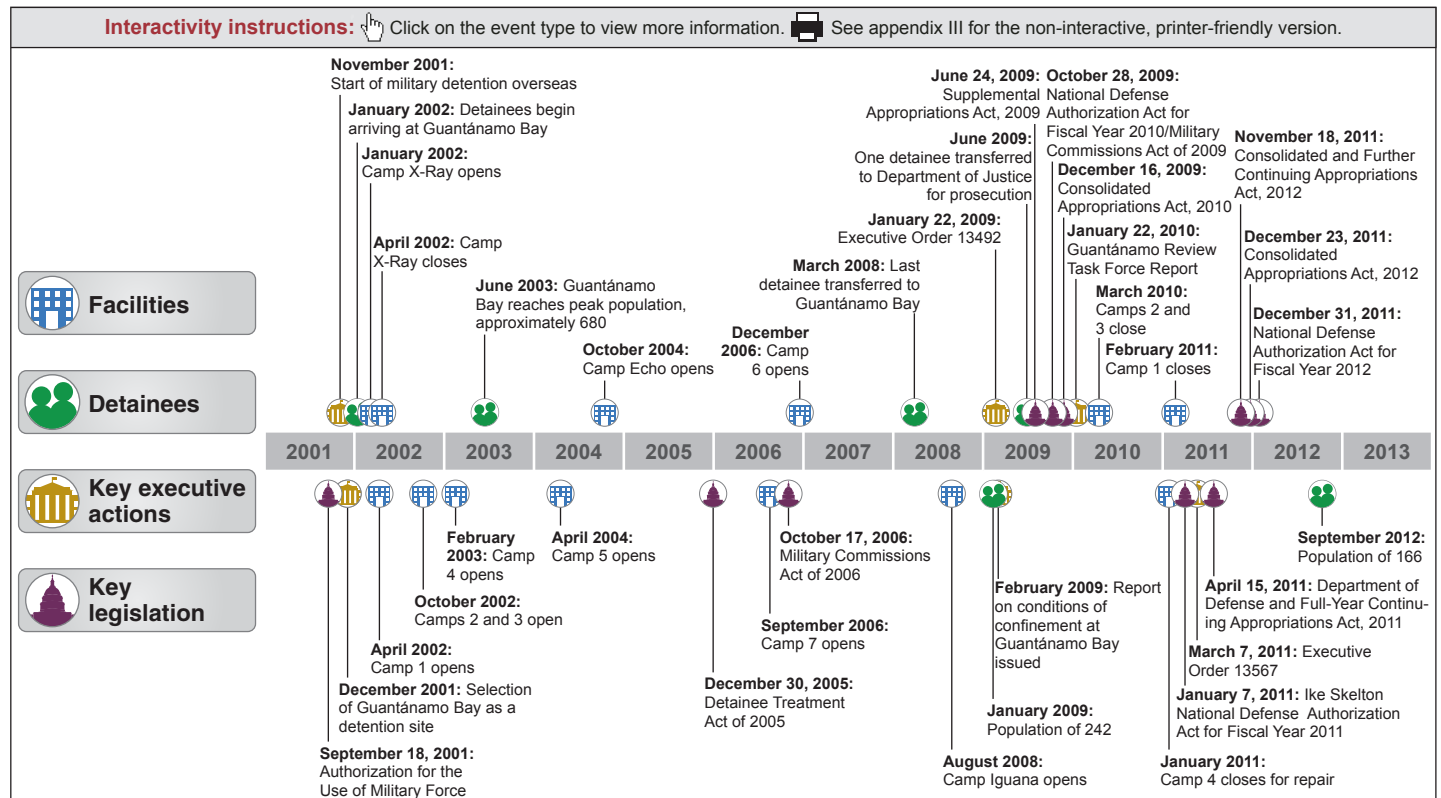 Interactivity instructions: Click on the event type to view more information. See appendix III for the non-interactive, printer-friendly version.
November 2001:
Start of military detention overseas
January 2002: Detainees begin
arriving at Guantánamo Bay
January 2002:
Camp X-Ray opens
April 2002: Camp
X-Ray closes
June 2003: Guantánamo
Bay reaches peak population,
approximately 680
October 2004:
Camp Echo opens
December
2006: Camp
6 opens
March 2008: Last
detainee transferred to
Guantánamo Bay
January 22, 2009:
Executive Order 13492
June 2009:
One detainee transferred
to Department of Justice
for prosecution
June 24, 2009:
Supplemental
Appropriations Act, 2009
October 28, 2009:
National Defense
Authorization Act for
Fiscal Year 2010/Military
Commissions Act of 2009
December 16, 2009:
Consolidated
Appropriations Act, 2010
January 22, 2010:
Guantánamo Review
Task Force Report
March 2010:
Camps 2 and
3 close
February 2011:
Camp 1 closes
November 18, 2011:
Consolidated and Further
Continuing Appropriations
Act, 2012
December 23, 2011:
Consolidated
Appropriations Act, 2012
December 31, 2011:
National Defense
Authorization Act for
Fiscal Year 2012
Facilities
Detainees
Key executive
actions
Key
legislation
2001 2002 2003 2004 2005 2006 2007 2008 2009 2010 2011 2012 2013
September 18, 2001:
Authorization for the
Use of Military Force
December 2001: Selection
of Guantánamo Bay as a
detention site
April 2002:
Camp 1 opens
October 2002:
Camps 2 and 3 open
February
2003: Camp
4 opens
April 2004:
Camp 5 opens
December 30, 2005:
Detainee Treatment
Act of 2005
September 2006:
Camp 7 opens
October 17, 2006:
Military Commissions
Act of 2006
August 2008:
Camp Iguana opens
January 2009:
Population of 242
February 2009: Report
on conditions of
confinement at
Guantánamo Bay
issued
January 2011:
Camp 4 closes for repair
January 7, 2011: Ike Skelton
National Defense Authorization
Act for Fiscal Year 2011
March 7, 2011: Executive
Order 13567
April 15, 2011: Department of
Defense and Full-Year Continu-
ing Appropriations Act, 2011
September 2012:
Population of 166